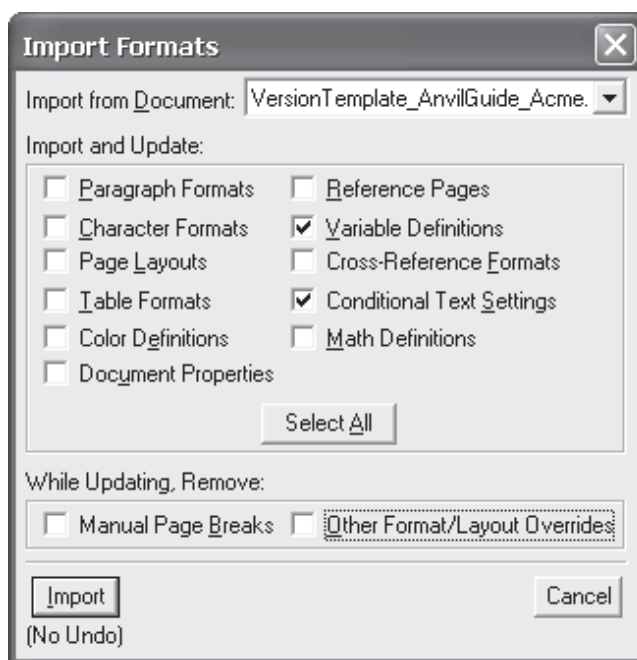 Import Formats
Import from Document: VersionTemplate_AnvilGuide_Acme.
Import and Update:
Paragraph Formats Reference Pages
Character Formats Variable Definitions
Page Layouts Cross-Reference Formats
Table Formats Conditional Text Settings
Color Definitions Math Definitions
Document Properties
Select All
While Updating, Remove:
Manual Page Breaks Other Format/Layout Overrides
Import Cancel
(No Undo)